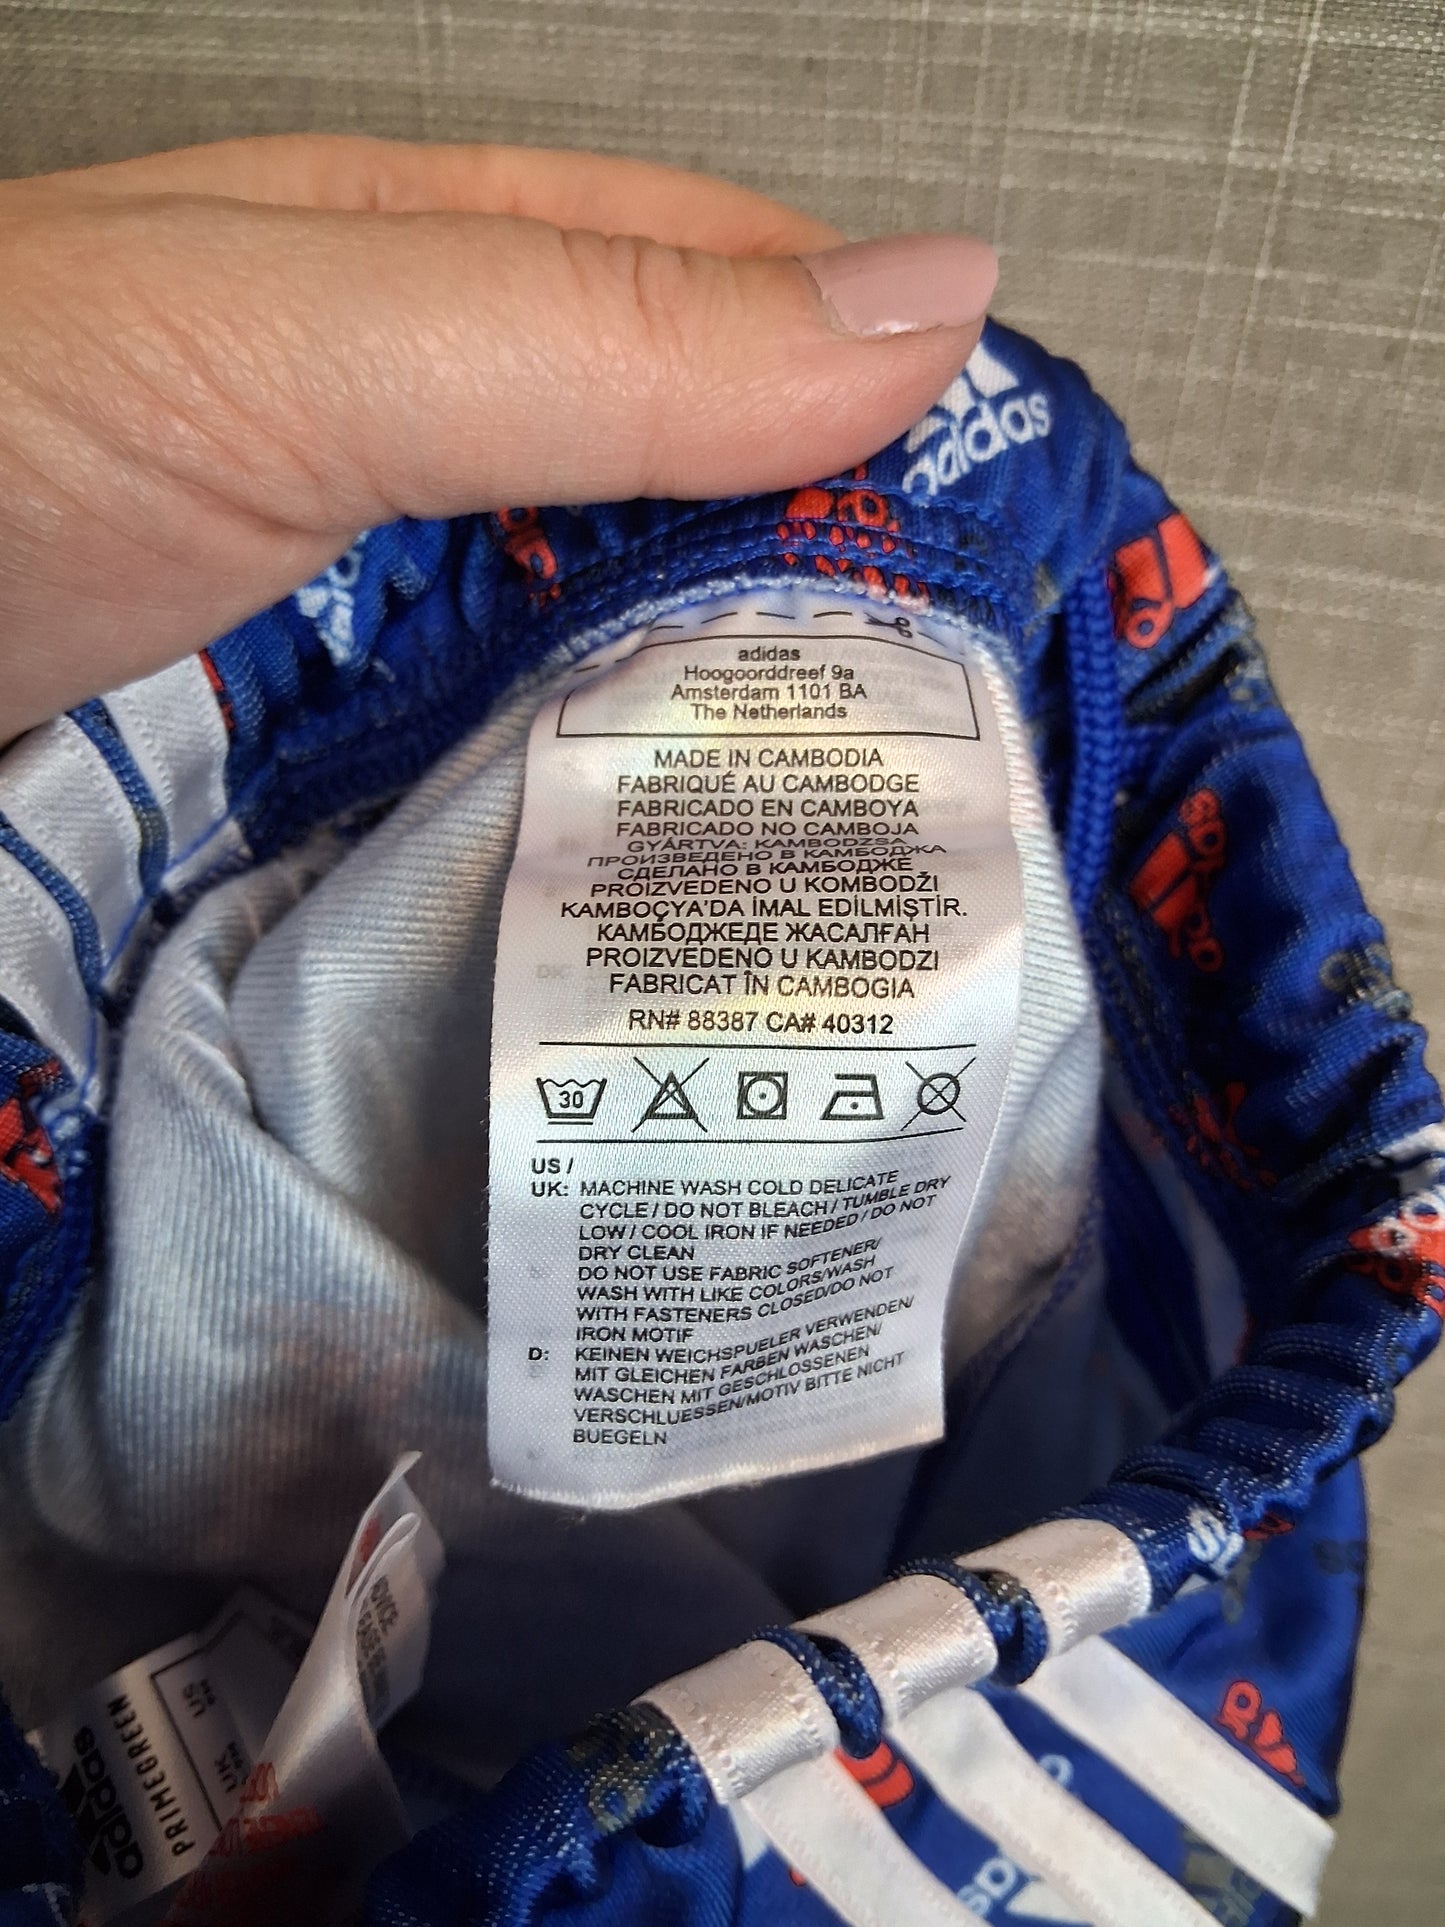 adidas
adidas
Hoogoorddreef 9a
Amsterdam 1101 BA
The Netherlands
MADE IN CAMBODIA
FABRIQUÉ AU CAMBODGE
FABRICADO EN CAMBOYA
FABRICADO NO CAMBOJA
GYÁRTVA: KAMBODZSA
ПРОИЗВЕДЕНО В КАМБОДЖА
СДЕЛАНО В КАМБОДЖЕ
PROIZVEDENO U KOMBODŽI
KAMBOÇYA'DA İMAL EDİLMİŞTİR.
КАМБОДЖЕДЕ ЖАСАЛҒАН
PROIZVEDENO U KAMBODZI
FABRICAT ÎN CAMBOGIA
RN# 88387 CA# 40312
30
US /
UK: MACHINE WASH COLD DELICATE
CYCLE / DO NOT BLEACH / TUMBLE DRY
LOW / COOL IRON IF NEEDED / DO NOT
DRY CLEAN
DO NOT USE FABRIC SOFTENER/
WASH WITH LIKE COLORS/WASH
WITH FASTENERS CLOSED/DO NOT
IRON MOTIF
D: KEINEN WEICHSPUELER VERWENDEN/
MIT GLEICHEN FARBEN WASCHEN/
WASCHEN MIT GESCHLOSSENEN
VERSCHLUESSEN/MOTIV BITTE NICHT
BUEGELN
adidas
PRIMEGREEN
US
UK